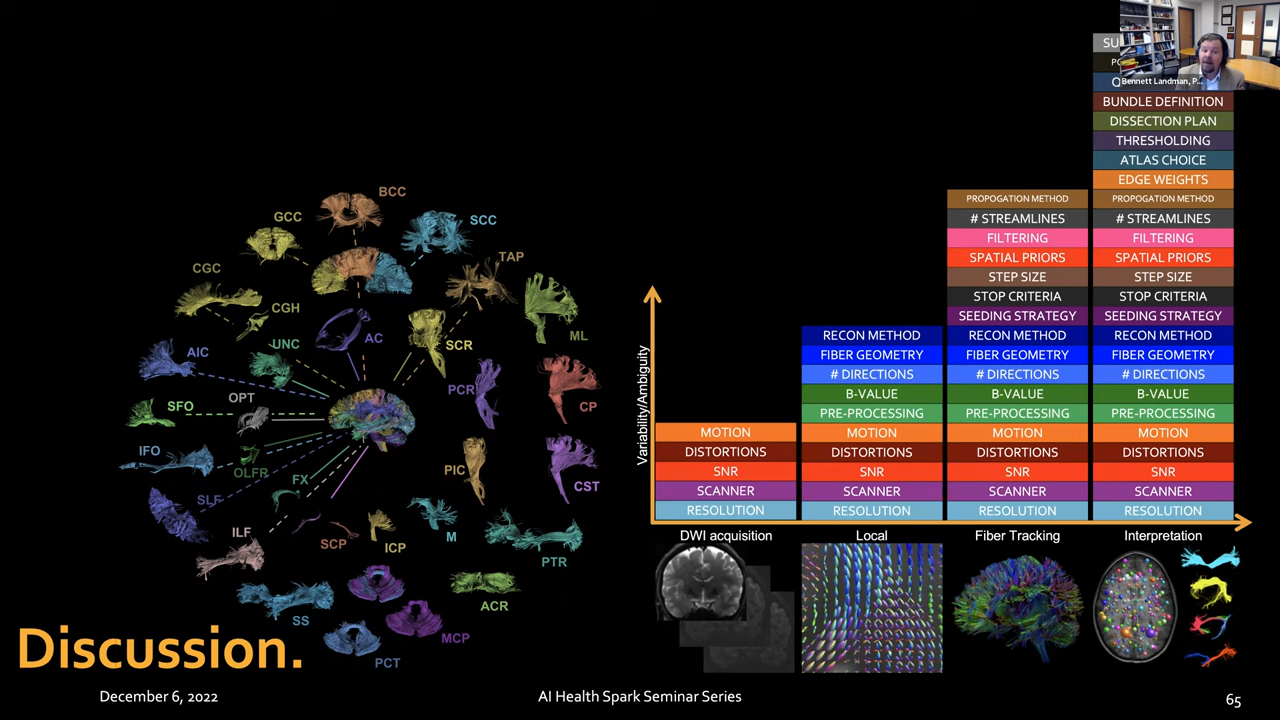 BCC
GCC
SCC
TAP
CGC
CGH
ML
AC
UNC
SCR
AIC
PCR
OPT
SFO
CP
IFO
OLFR
PIC
FX
CST
SLF
ILF
SCP
ICP
M
PTR
ACR
SS
MCP
PCT
Discussion.
Variability/Ambiguity
MOTION
DISTORTIONS
SNR
SCANNER
RESOLUTION
DWI acquisition
RECON METHOD
FIBER GEOMETRY
# DIRECTIONS
B-VALUE
PRE-PROCESSING
MOTION
DISTORTIONS
SNR
SCANNER
RESOLUTION
Local
PROPOGATION METHOD
# STREAMLINES
FILTERING
SPATIAL PRIORS
STEP SIZE
STOP CRITERIA
SEEDING STRATEGY
RECON METHOD
FIBER GEOMETRY
# DIRECTIONS
B-VALUE
PRE-PROCESSING
MOTION
DISTORTIONS
SNR
SCANNER
RESOLUTION
Fiber Tracking
Bennett Landman, P...
BUNDLE DEFINITION
DISSECTION PLAN
THRESHOLDING
ATLAS CHOICE
EDGE WEIGHTS
PROPOGATION METHOD
# STREAMLINES
FILTERING
SPATIAL PRIORS
STEP SIZE
STOP CRITERIA
SEEDING STRATEGY
RECON METHOD
FIBER GEOMETRY
# DIRECTIONS
B-VALUE
PRE-PROCESSING
MOTION
DISTORTIONS
SNR
SCANNER
RESOLUTION
Interpretation
December 6, 2022
AI Health Spark Seminar Series
65